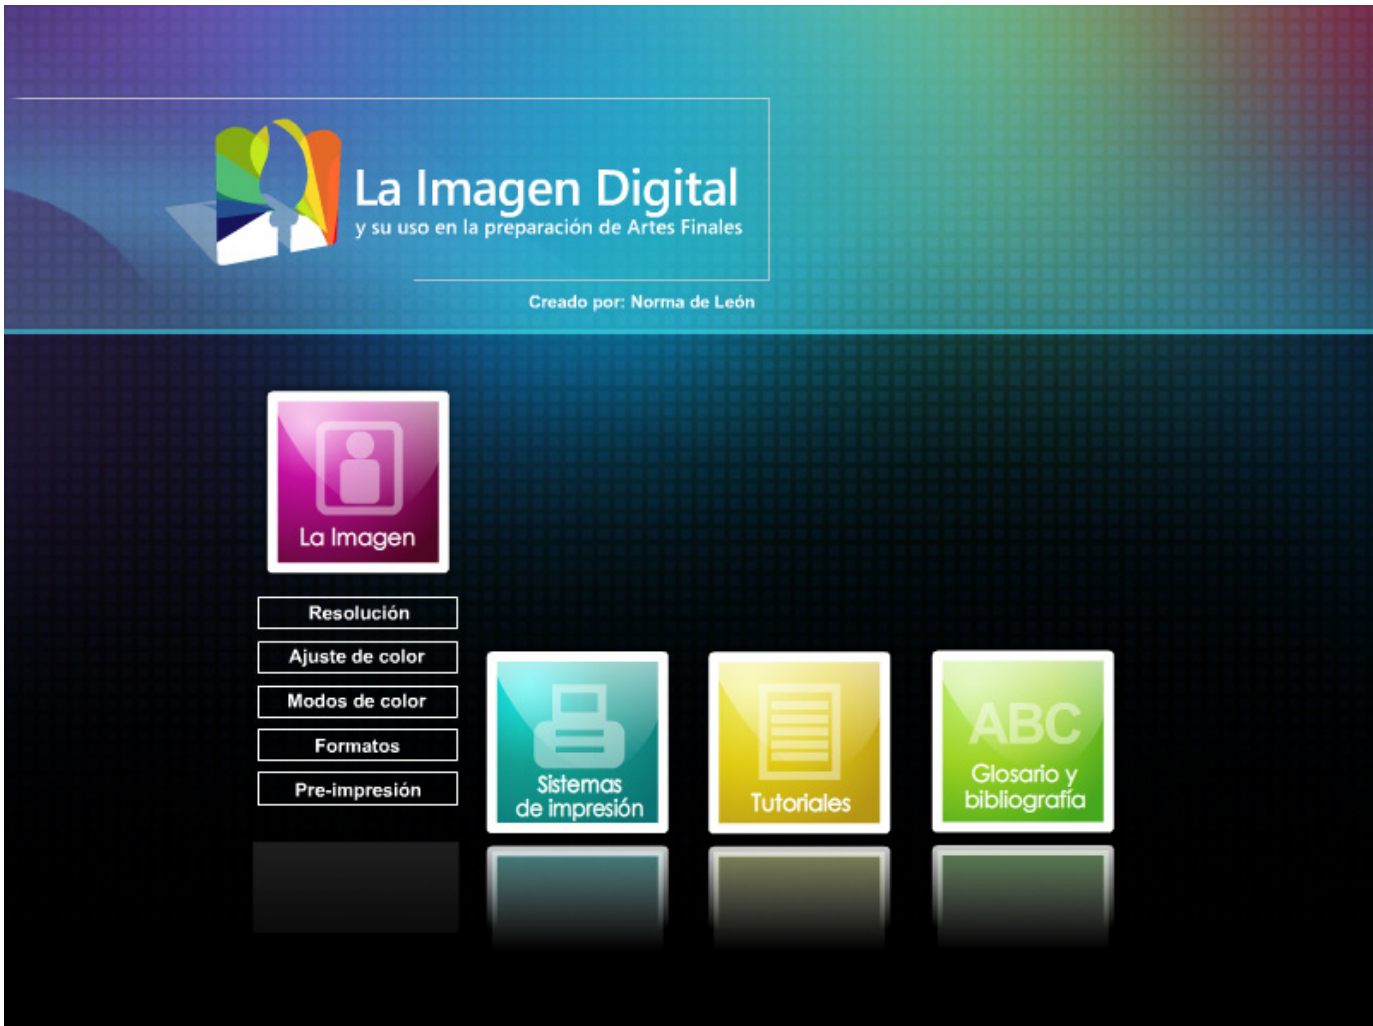 La Imagen Digital
y su uso en la preparación de Artes Finales
Creado por: Norma de León
La Imagen
Resolución
Ajuste de color
Modos de color
Formatos
Pre-impresión
Sistemas
de impresión
Tutoriales
ABC
Glosario y
bibliografía